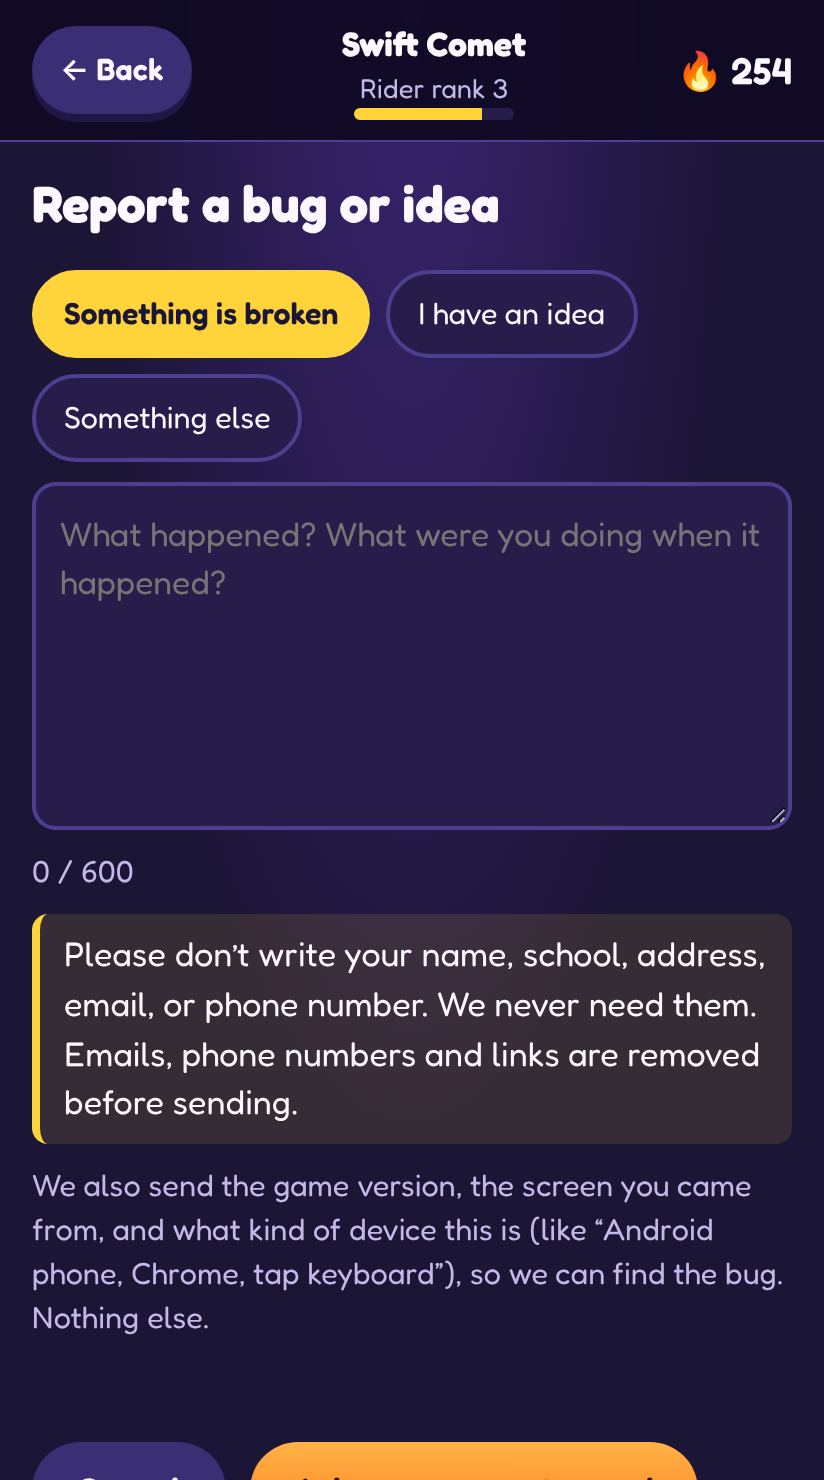 ← Back
Swift Comet
Rider rank 3
🔥 254
Report a bug or idea
Something is broken
I have an idea
Something else
What happened? What were you doing when it
happened?
0 / 600
Please don’t write your name, school, address,
email, or phone number. We never need them.
Emails, phone numbers and links are removed
before sending.
We also send the game version, the screen you came
from, and what kind of device this is (like “Android
phone, Chrome, tap keyboard”), so we can find the bug.
Nothing else.